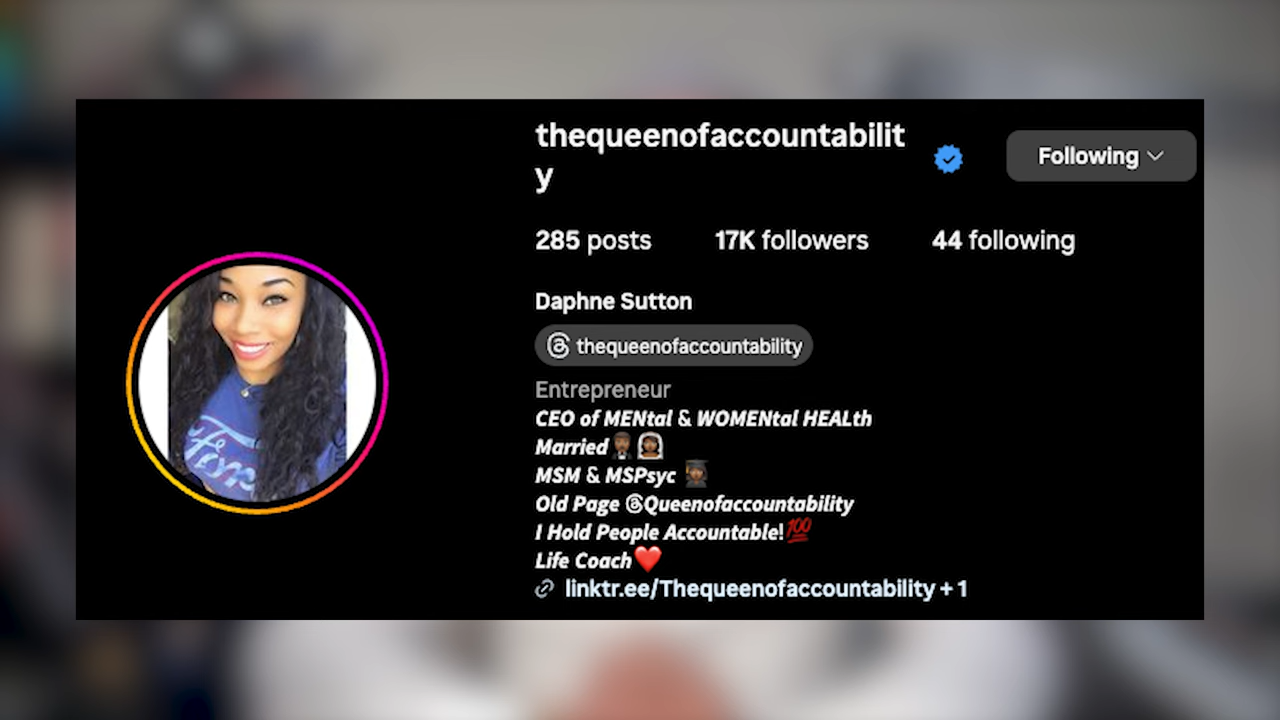 thequeenofaccountabilit
y
Following
285 posts 17K followers 44 following
Daphne Sutton
thequeenofaccountability
Entrepreneur
CEO of MENtal & WOMENtal HEALth
Married🤵🏾👰🏾
MSM & MSPsyc 👩🏾‍🎓
Old Page @Queenofaccountability
I Hold People Accountable!💯
Life Coach❤️
linktr.ee/Thequeenofaccountability + 1